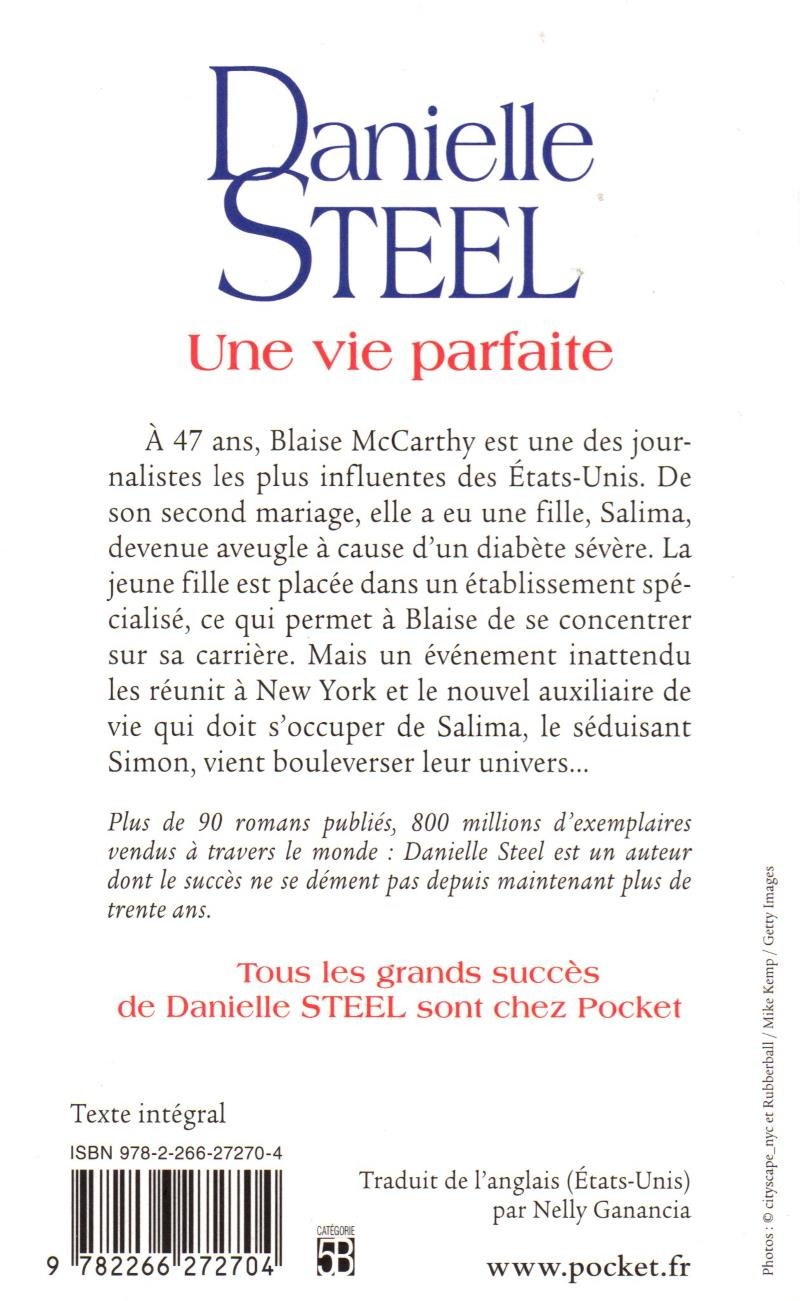 Danielle
STEEL
Une vie parfaite
À 47 ans, Blaise McCarthy est une des jour-
nalistes les plus influentes des États-Unis. De
son second mariage, elle a eu une fille, Salima,
devenue aveugle à cause d’un diabète sévère. La
jeune fille est placée dans un établissement spé-
cialisé, ce qui permet à Blaise de se concentrer
sur sa carrière. Mais un événement inattendu
les réunit à New York et le nouvel auxiliaire de
vie qui doit s’occuper de Salima, le séduisant
Simon, vient bouleverser leur univers...
Plus de 90 romans publiés, 800 millions d’exemplaires
vendus à travers le monde : Danielle Steel est un auteur
dont le succès ne se dément pas depuis maintenant plus de
trente ans.
Tous les grands succès
de Danielle STEEL sont chez Pocket
Texte intégral
ISBN 978-2-266-27270-4
9 782266 272704
CATÉGORIE
5B
Traduit de l’anglais (États-Unis)
par Nelly Ganancia
www.pocket.fr
Photos : © cityscape_nyc et Rubberball / Mike Kemp / Getty Images